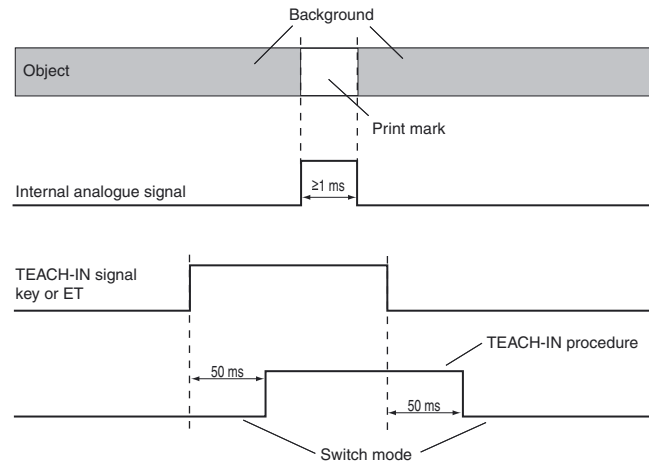 Background
Object
Print mark
≥1 ms
Internal analogue signal
TEACH-IN signal
key or ET
TEACH-IN procedure
50 ms
50 ms
Switch mode